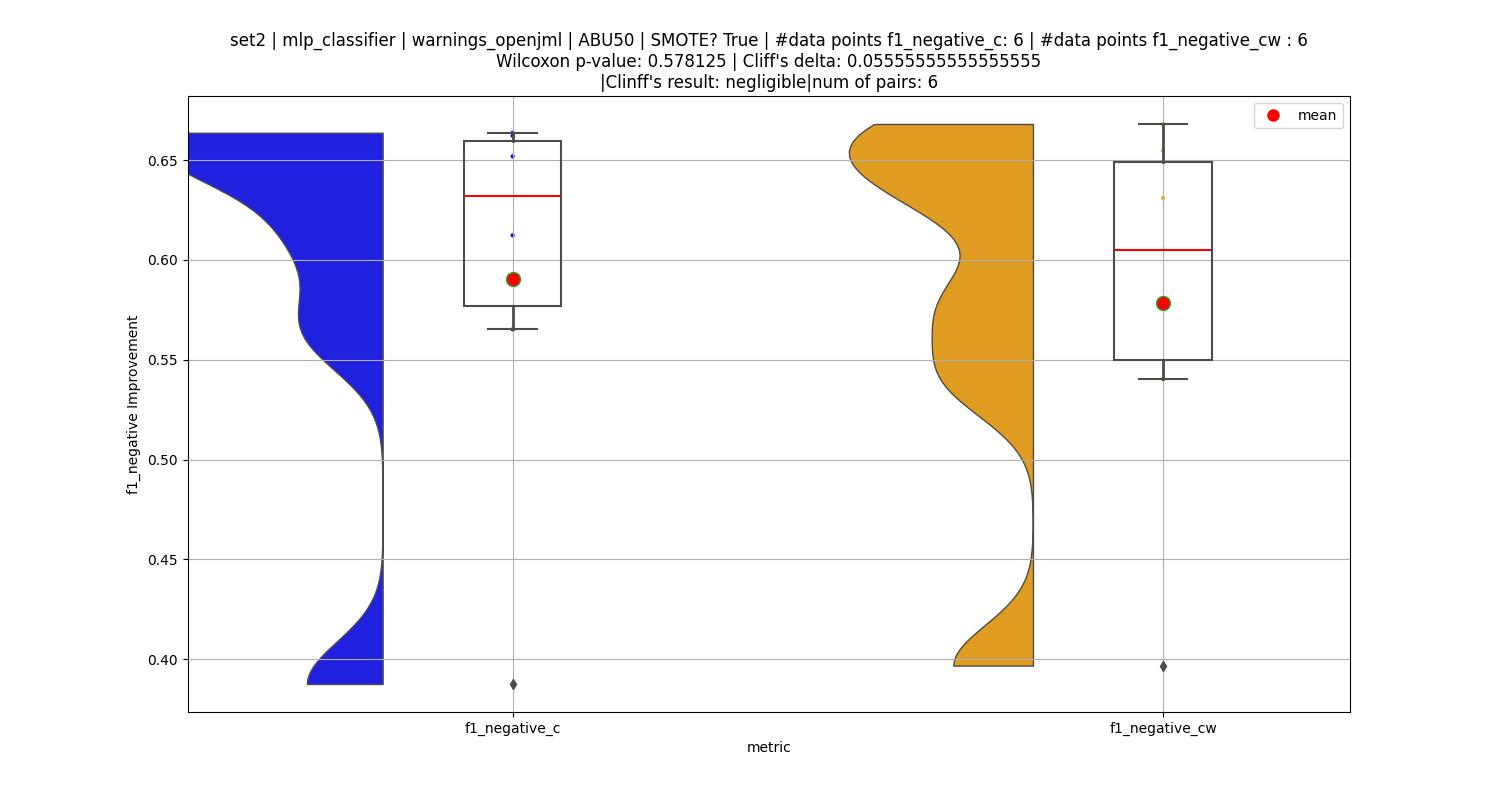 set2 | mlp_classifier | warnings_openjml | ABU50 | SMOTE? True | #data points f1_negative_c: 6 | #data points f1_negative_cw : 6
Wilcoxon p-value: 0.578125 | Cliff's delta: 0.05555555555555555
|Clinff's result: negligible|num of pairs: 6
mean
f1_negative Improvement
0.65
0.60
0.55
0.50
0.45
0.40
f1_negative_c
f1_negative_cw
metric